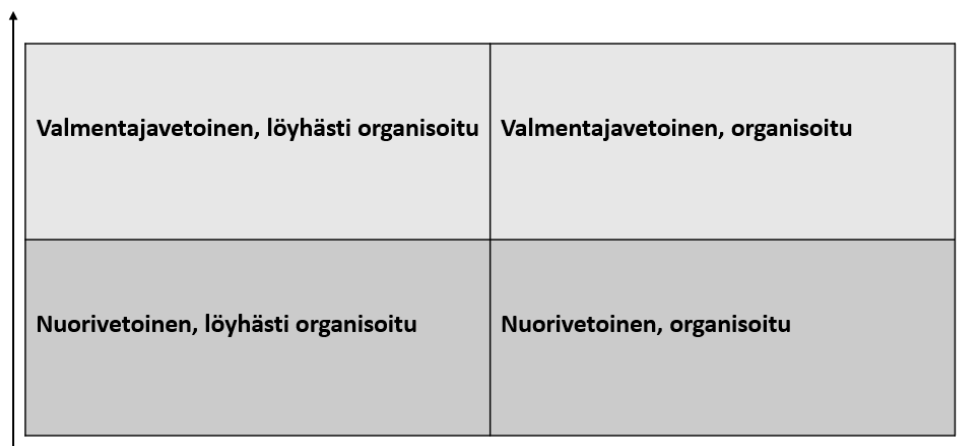 Valmentajavetoinen, löyhästi organisoitu
Valmentajavetoinen, organisoitu
Nuorivetoinen, löyhästi organisoitu
Nuorivetoinen, organisoitu